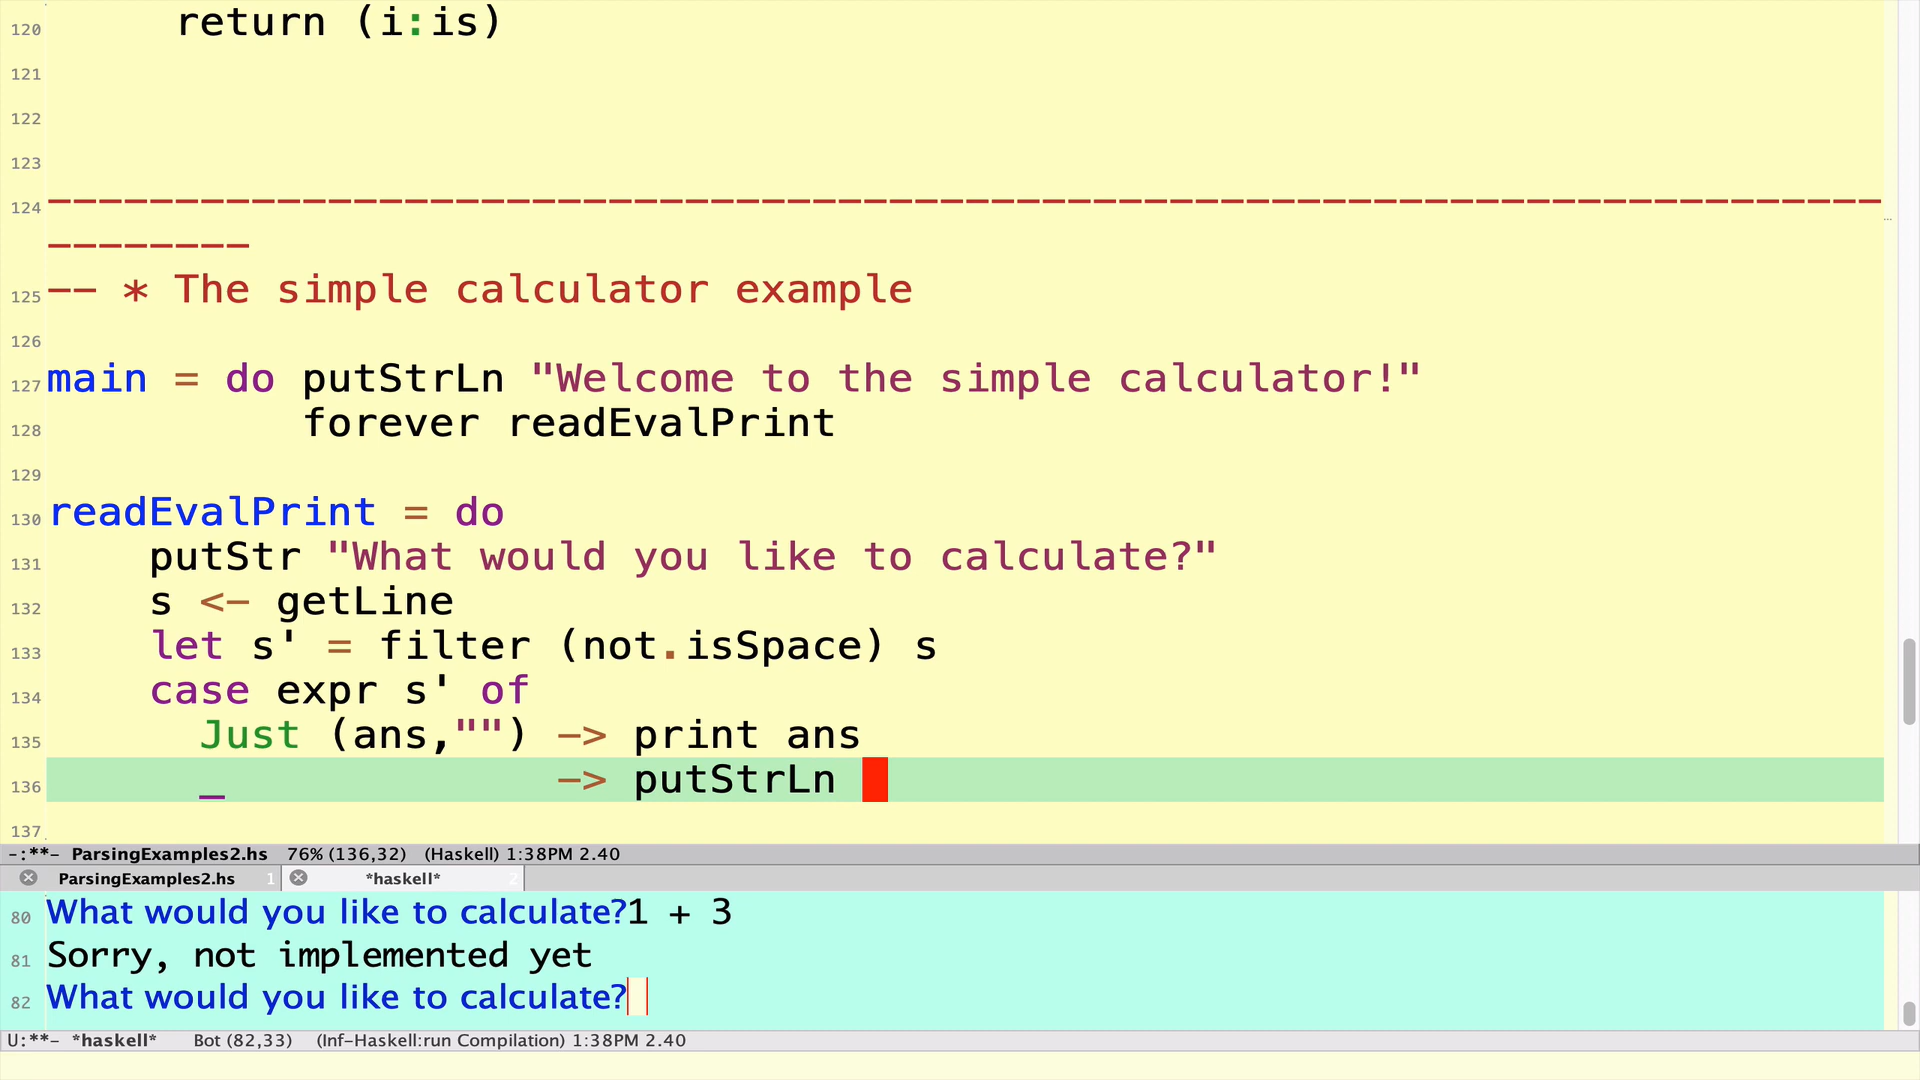 120 return (i:is)
121
122
123
124 ------------------------------------------------------------------------
--------
125 -- * The simple calculator example
126
127 main = do putStrLn "Welcome to the simple calculator!"
128 forever readEvalPrint
129
130 readEvalPrint = do
131 putStr "What would you like to calculate?"
132 s <- getLine
133 let s' = filter (not.isSpace) s
134 case expr s' of
135 Just (ans,"") -> print ans
136 _ -> putStrLn
137
-:**- ParsingExamples2.hs 76% (136,32) (Haskell) 1:38PM 2.40
ParsingExamples2.hs 1 *haskell* 2
80 What would you like to calculate?1 + 3
81 Sorry, not implemented yet
82 What would you like to calculate?
U:**- *haskell* Bot (82,33) (Inf-Haskell:run Compilation) 1:38PM 2.40